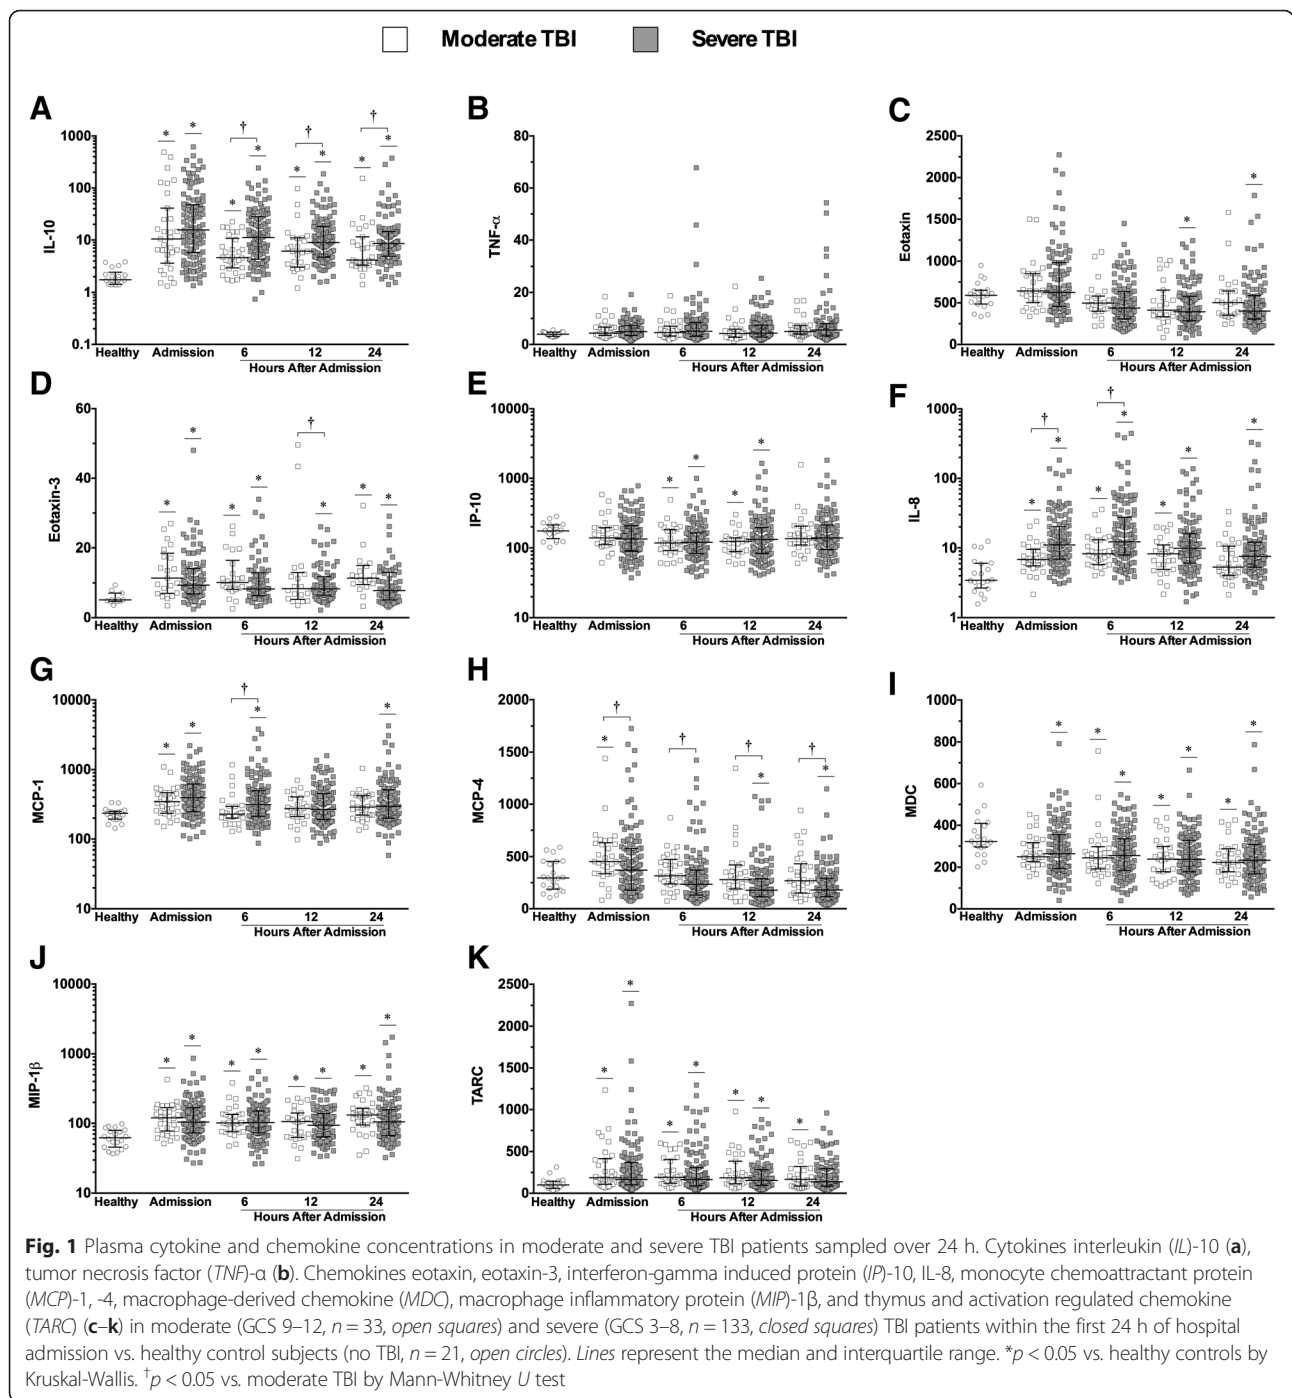 Moderate TBI Severe TBI
A
1000
100
10
1
0.1
IL-10
* * † * * † * * † * *
Healthy Admission 6 12 24
Hours After Admission
B
80
60
40
20
0
TNF-α
Healthy Admission 6 12 24
Hours After Admission
C
2500
2000
1500
1000
500
0
Eotaxin
* *
Healthy Admission 6 12 24
Hours After Admission
D
60
40
20
0
Eotaxin-3
* * * * † * * *
Healthy Admission 6 12 24
Hours After Admission
E
10000
1000
100
10
IP-10
* * * *
Healthy Admission 6 12 24
Hours After Admission
F
1000
100
10
1
IL-8
* † * * † * * * *
Healthy Admission 6 12 24
Hours After Admission
G
10000
1000
100
10
MCP-1
* * † * *
Healthy Admission 6 12 24
Hours After Admission
H
2000
1500
1000
500
0
MCP-4
* † † † * † *
Healthy Admission 6 12 24
Hours After Admission
I
1000
800
600
400
200
0
MDC
* * * * * * *
Healthy Admission 6 12 24
Hours After Admission
J
10000
1000
100
10
MIP-1β
* * * * * * * *
Healthy Admission 6 12 24
Hours After Admission
K
2500
2000
1500
1000
500
0
TARC
* * * * * * *
Healthy Admission 6 12 24
Hours After Admission
Fig. 1 Plasma cytokine and chemokine concentrations in moderate and severe TBI patients sampled over 24 h. Cytokines interleukin (IL)-10 (a),
tumor necrosis factor (TNF)-α (b). Chemokines eotaxin, eotaxin-3, interferon-gamma induced protein (IP)-10, IL-8, monocyte chemoattractant protein
(MCP)-1, -4, macrophage-derived chemokine (MDC), macrophage inflammatory protein (MIP)-1β, and thymus and activation regulated chemokine
(TARC) (c–k) in moderate (GCS 9–12, n = 33, open squares) and severe (GCS 3–8, n = 133, closed squares) TBI patients within the first 24 h of hospital
admission vs. healthy control subjects (no TBI, n = 21, open circles). Lines represent the median and interquartile range. *p < 0.05 vs. healthy controls by
Kruskal-Wallis. †p < 0.05 vs. moderate TBI by Mann-Whitney U test